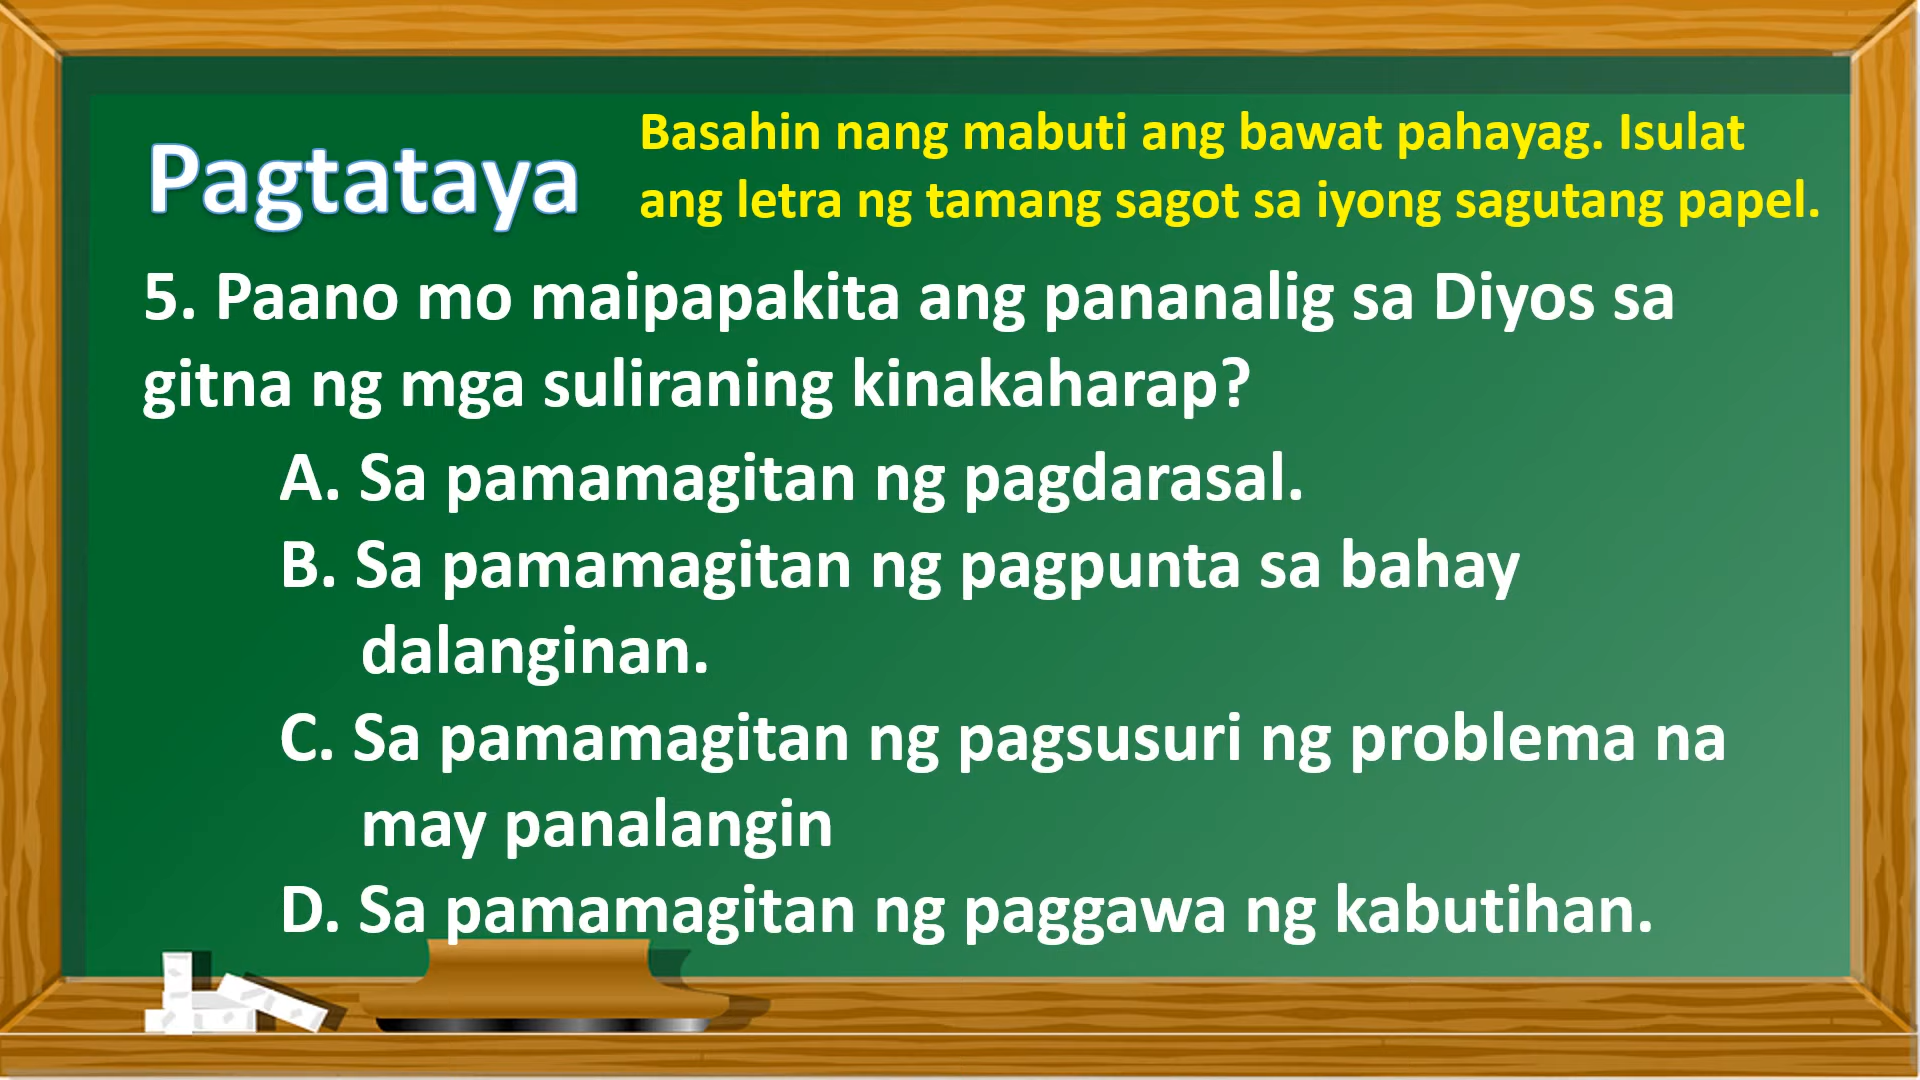 Pagtataya
Basahin nang mabuti ang bawat pahayag. Isulat
ang letra ng tamang sagot sa iyong sagutang papel.
5. Paano mo maipapakita ang pananalig sa Diyos sa
gitna ng mga suliraning kinakaharap?
A. Sa pamamagitan ng pagdarasal.
B. Sa pamamagitan ng pagpunta sa bahay
dalanginan.
C. Sa pamamagitan ng pagsusuri ng problema na
may panalangin
D. Sa pamamagitan ng paggawa ng kabutihan.